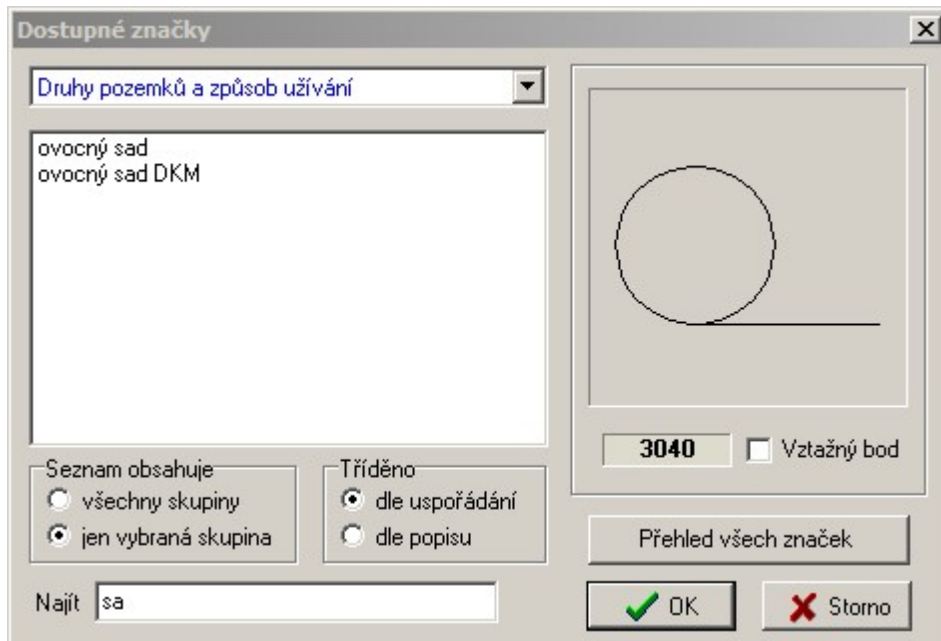 Dostupné značky
Druhy pozemků a způsob užívání
ovocný sad
ovocný sad DKM
3040
Vztažný bod
Seznam obsahuje
všechny skupiny
jen vybraná skupina
Tříděno
dle uspořádání
dle popisu
Přehled všech značek
Najít
sa
OK
Storno